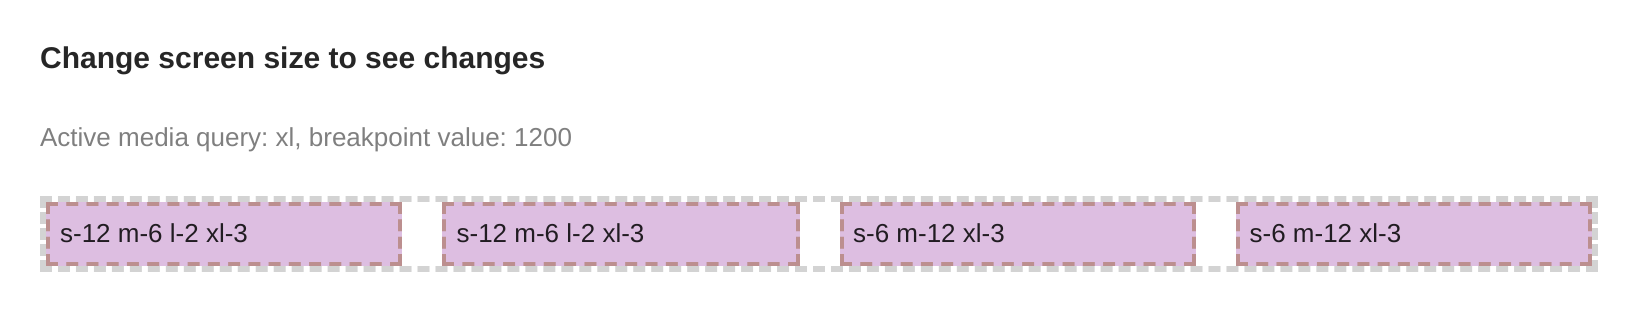 Change screen size to see changes
Active media query: xl, breakpoint value: 1200
s-12 m-6 l-2 xl-3
s-12 m-6 l-2 xl-3
s-6 m-12 xl-3
s-6 m-12 xl-3